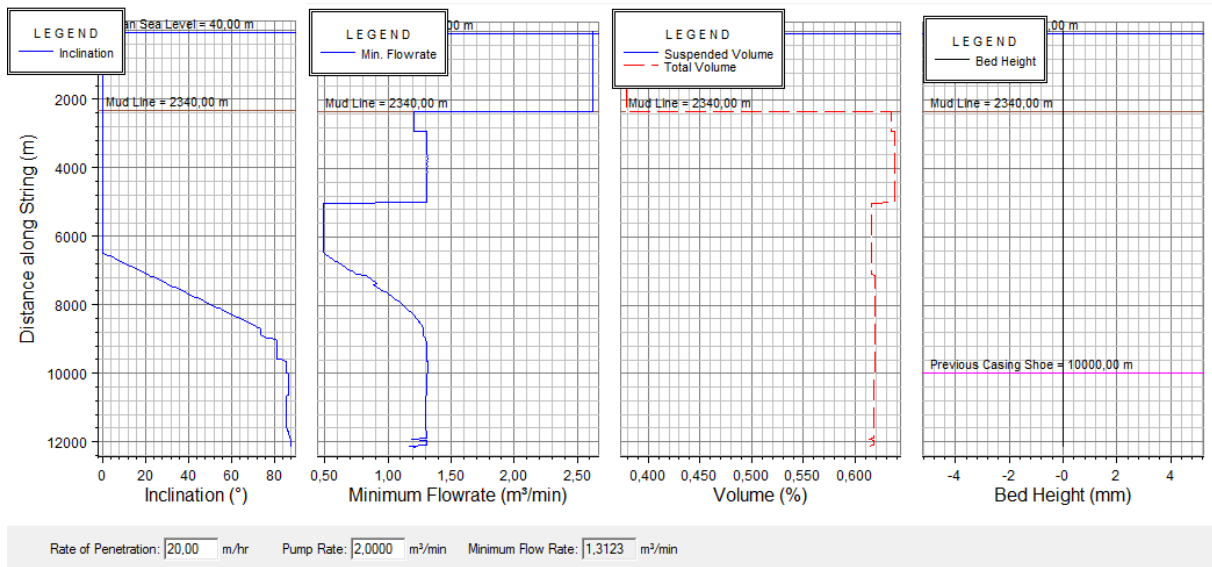 an Sea Level = 40,00 m
LEGEND
Inclination
Mud Line = 2340,00 m
2000
4000
6000
8000
10000
12000
Distance along String (m)
0 20 40 60 80
Inclination (°)
,00 m
LEGEND
Min. Flowrate
Mud Line = 2340,00 m
0,50 1,00 1,50 2,00 2,50
Minimum Flowrate (m³/min)
LEGEND
Suspended Volume
Total Volume
Mud Line = 2340,00 m
0,400 0,450 0,500 0,550 0,600
Volume (%)
,00 m
LEGEND
Bed Height
Mud Line = 2340,00 m
Previous Casing Shoe = 10000,00 m
-4 -2 0 2 4
Bed Height (mm)
Rate of Penetration: 20,00 m/hr Pump Rate: 2,0000 m³/min Minimum Flow Rate: 1,3123 m³/min